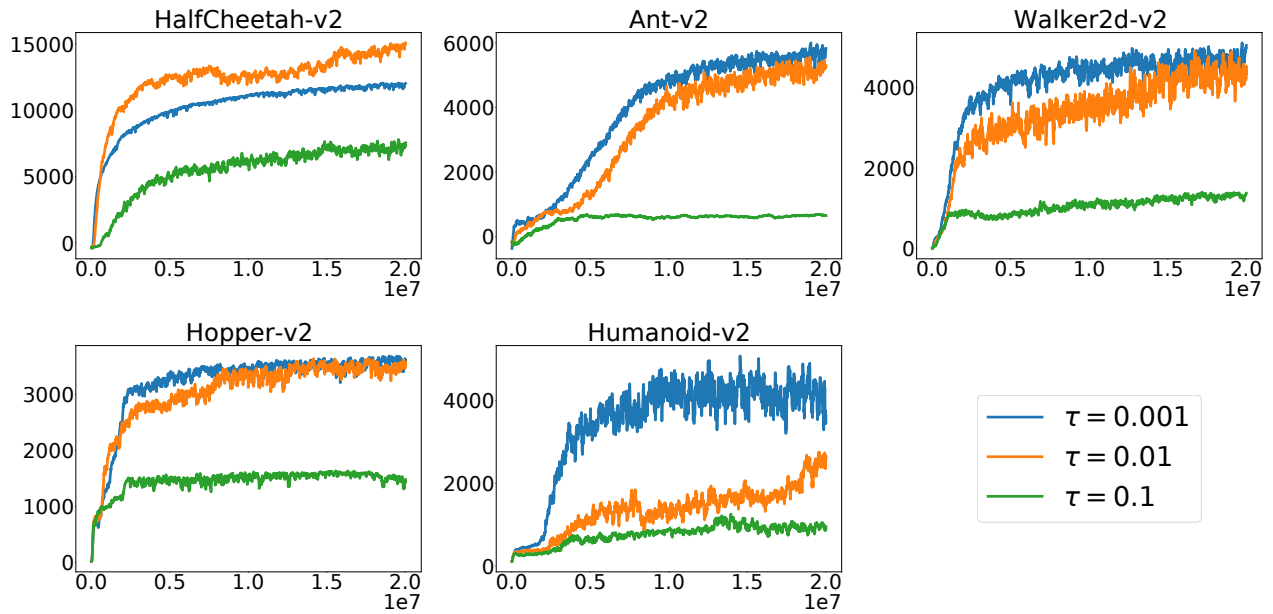 HalfCheetah-v2
15000
10000
5000
0
0.0 0.5 1.0 1.5 2.0
1e7
Ant-v2
6000
4000
2000
0
0.0 0.5 1.0 1.5 2.0
1e7
Walker2d-v2
4000
2000
0
0.0 0.5 1.0 1.5 2.0
1e7
Hopper-v2
3000
2000
1000
0
0.0 0.5 1.0 1.5 2.0
1e7
Humanoid-v2
4000
2000
0
0.0 0.5 1.0 1.5 2.0
1e7
τ = 0.001
τ = 0.01
τ = 0.1